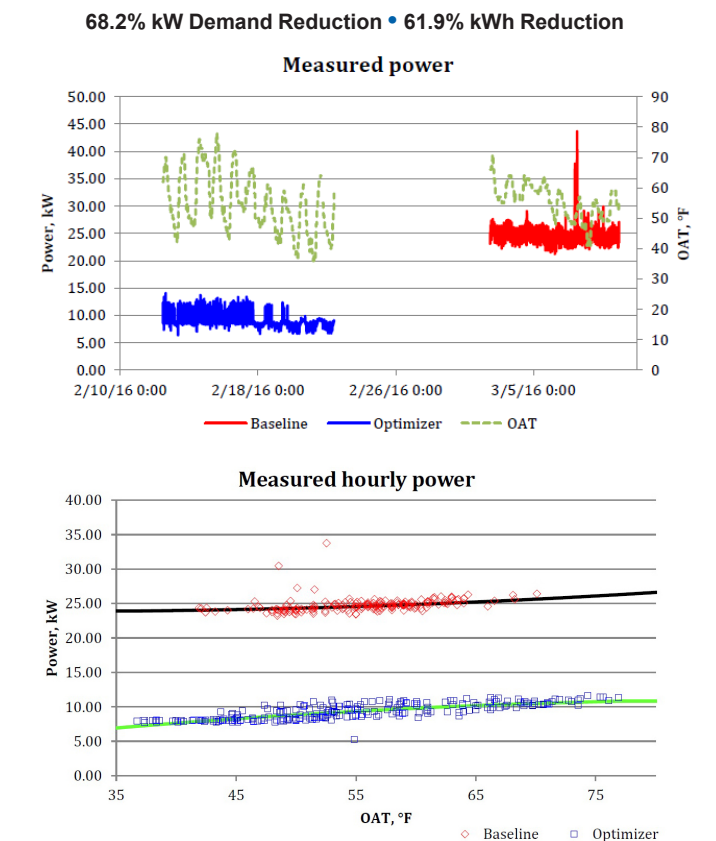 68.2% kW Demand Reduction • 61.9% kWh Reduction
Measured power
50.00
45.00
40.00
35.00
30.00
25.00
20.00
15.00
10.00
5.00
0.00
Power, kW
90
80
70
60
50
40
30
20
10
0
OAT, °F
2/10/16 0:00 2/18/16 0:00 2/26/16 0:00 3/5/16 0:00
Baseline Optimizer OAT
Measured hourly power
40.00
35.00
30.00
25.00
20.00
15.00
10.00
5.00
0.00
Power, kW
35 45 55 65 75
OAT, °F
Baseline Optimizer